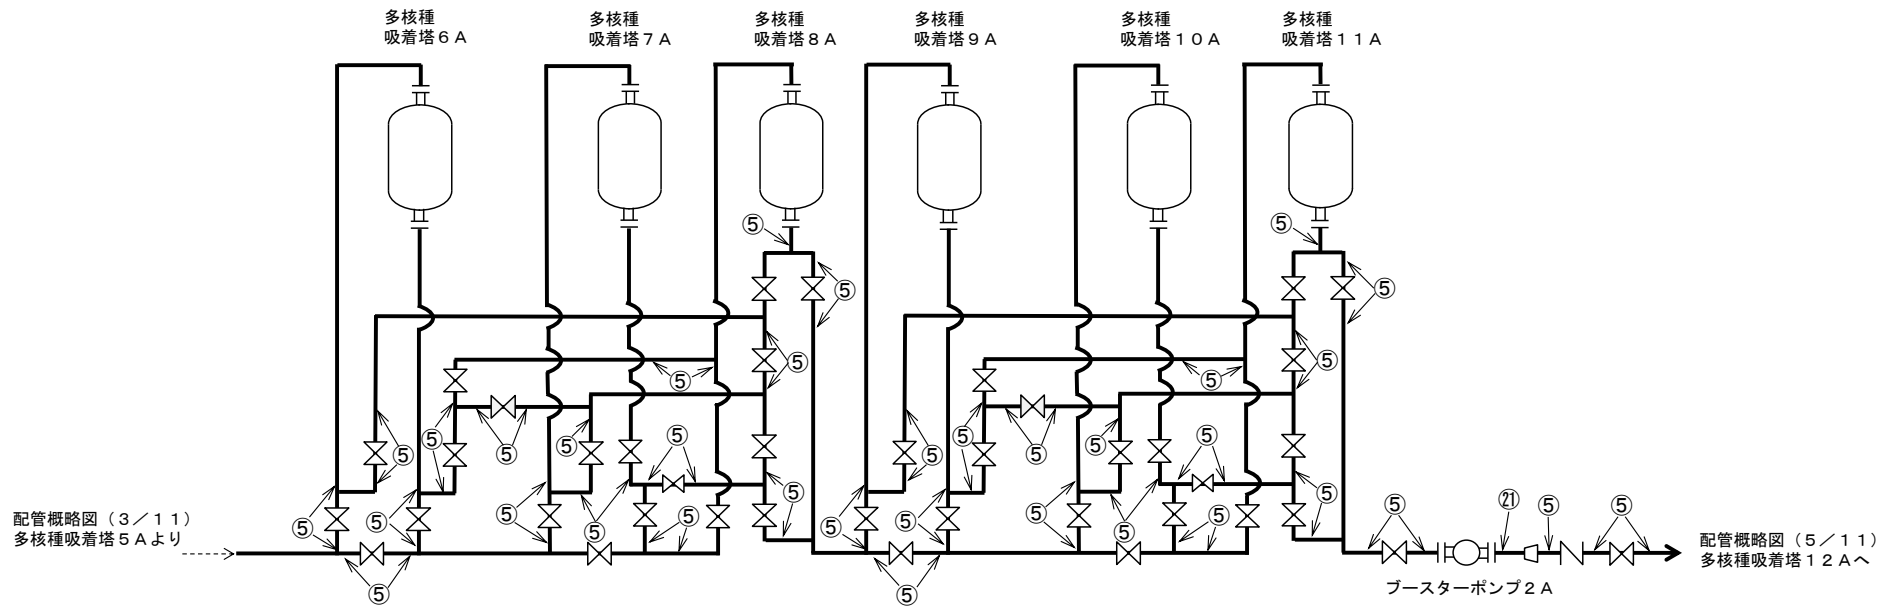 多核種
吸着塔６Ａ
多核種
吸着塔７Ａ
多核種
吸着塔８Ａ
多核種
吸着塔９Ａ
多核種
吸着塔１０Ａ
多核種
吸着塔１１Ａ
⑤ ⑤
⑤ ⑤
⑤ ⑤
⑤ ⑤
⑤ ⑤ ⑤ ⑤ ⑤ ⑤ ⑤ ⑤ ⑤ ⑤
⑤ ⑤ ⑤ ⑤
⑤ ⑤ ⑤ ⑤ ⑤ ⑤ ⑤ ⑤ ⑤ ⑤ ⑤ ㉑ ⑤ ⑤
配管概略図（３／１１）
多核種吸着塔５Ａより
配管概略図（５／１１）
多核種吸着塔１２Ａへ
⑤ ⑤
ブースターポンプ２Ａ